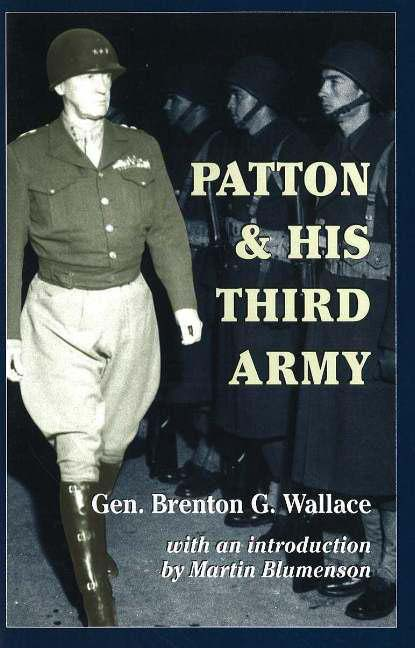 PATTON
& HIS
THIRD
ARMY
Gen. Brenton G. Wallace
with an introduction
by Martin Blumenson